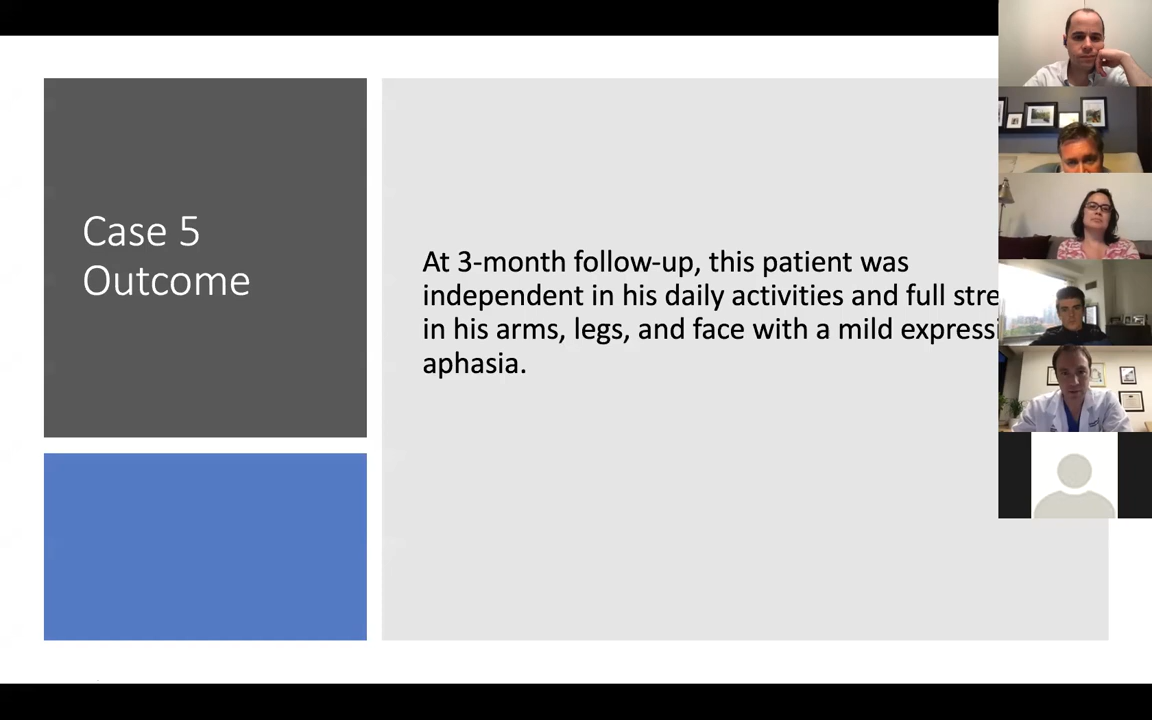 Case 5
Outcome
At 3-month follow-up, this patient was
independent in his daily activities and full
in his arms, legs, and face with a mild
aphasia.